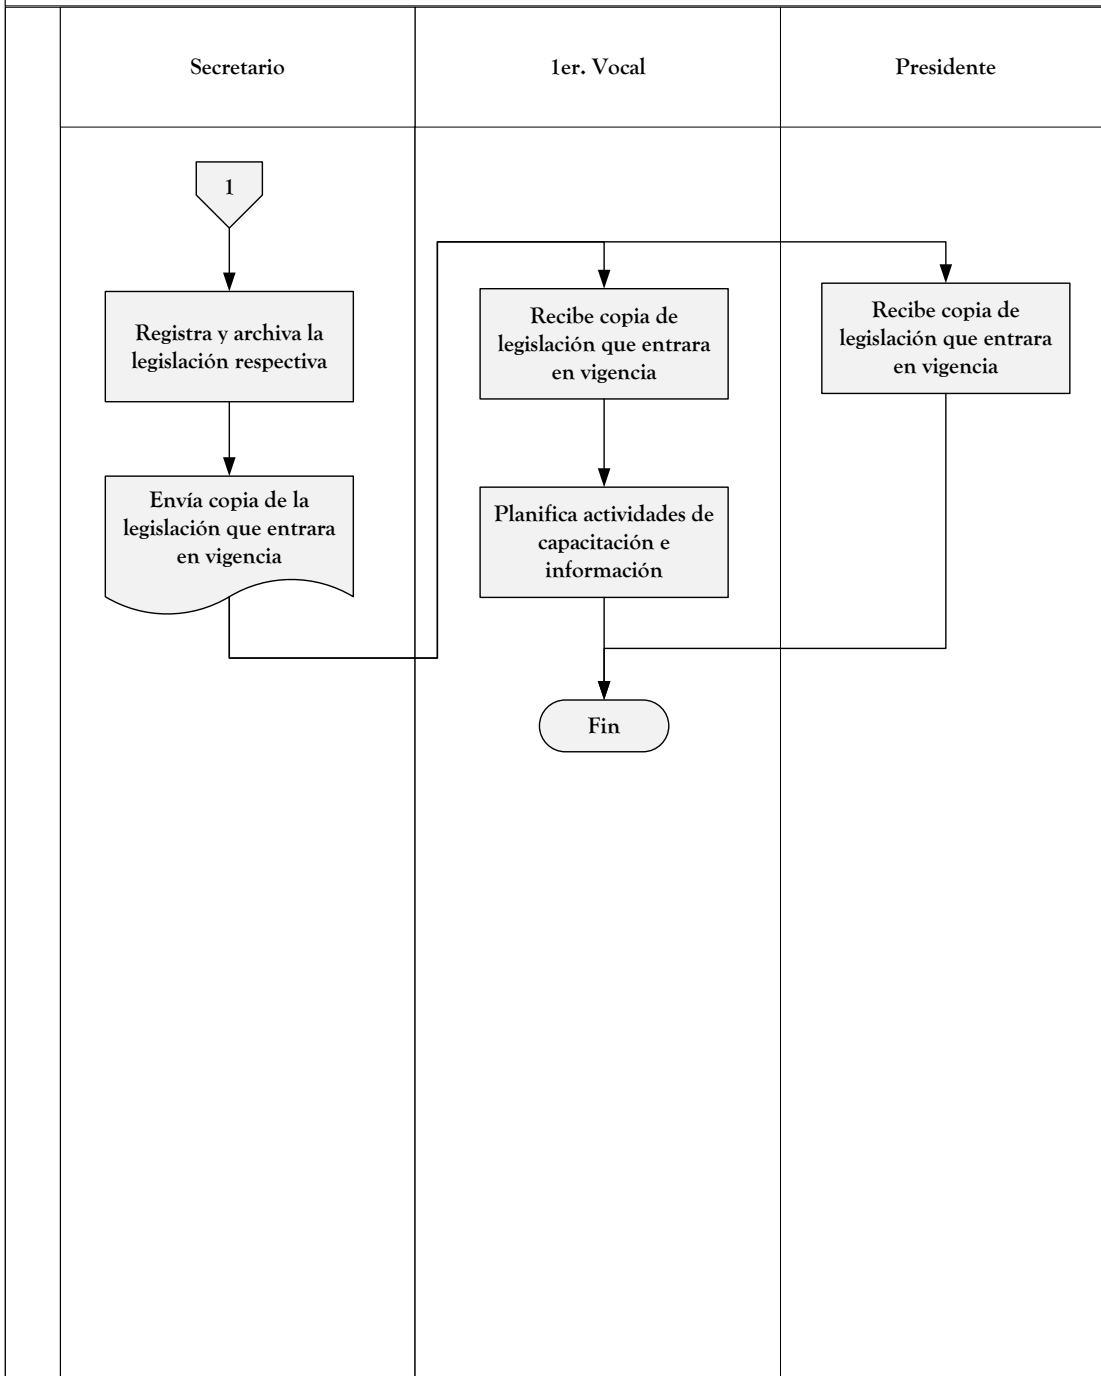 Secretario
1er. Vocal
Presidente
1
Registra y archiva la
legislación respectiva
Envía copia de la
legislación que entrara
en vigencia
Recibe copia de
legislación que entrara
en vigencia
Planifica actividades de
capacitación e
información
Recibe copia de
legislación que entrara
en vigencia
Fin